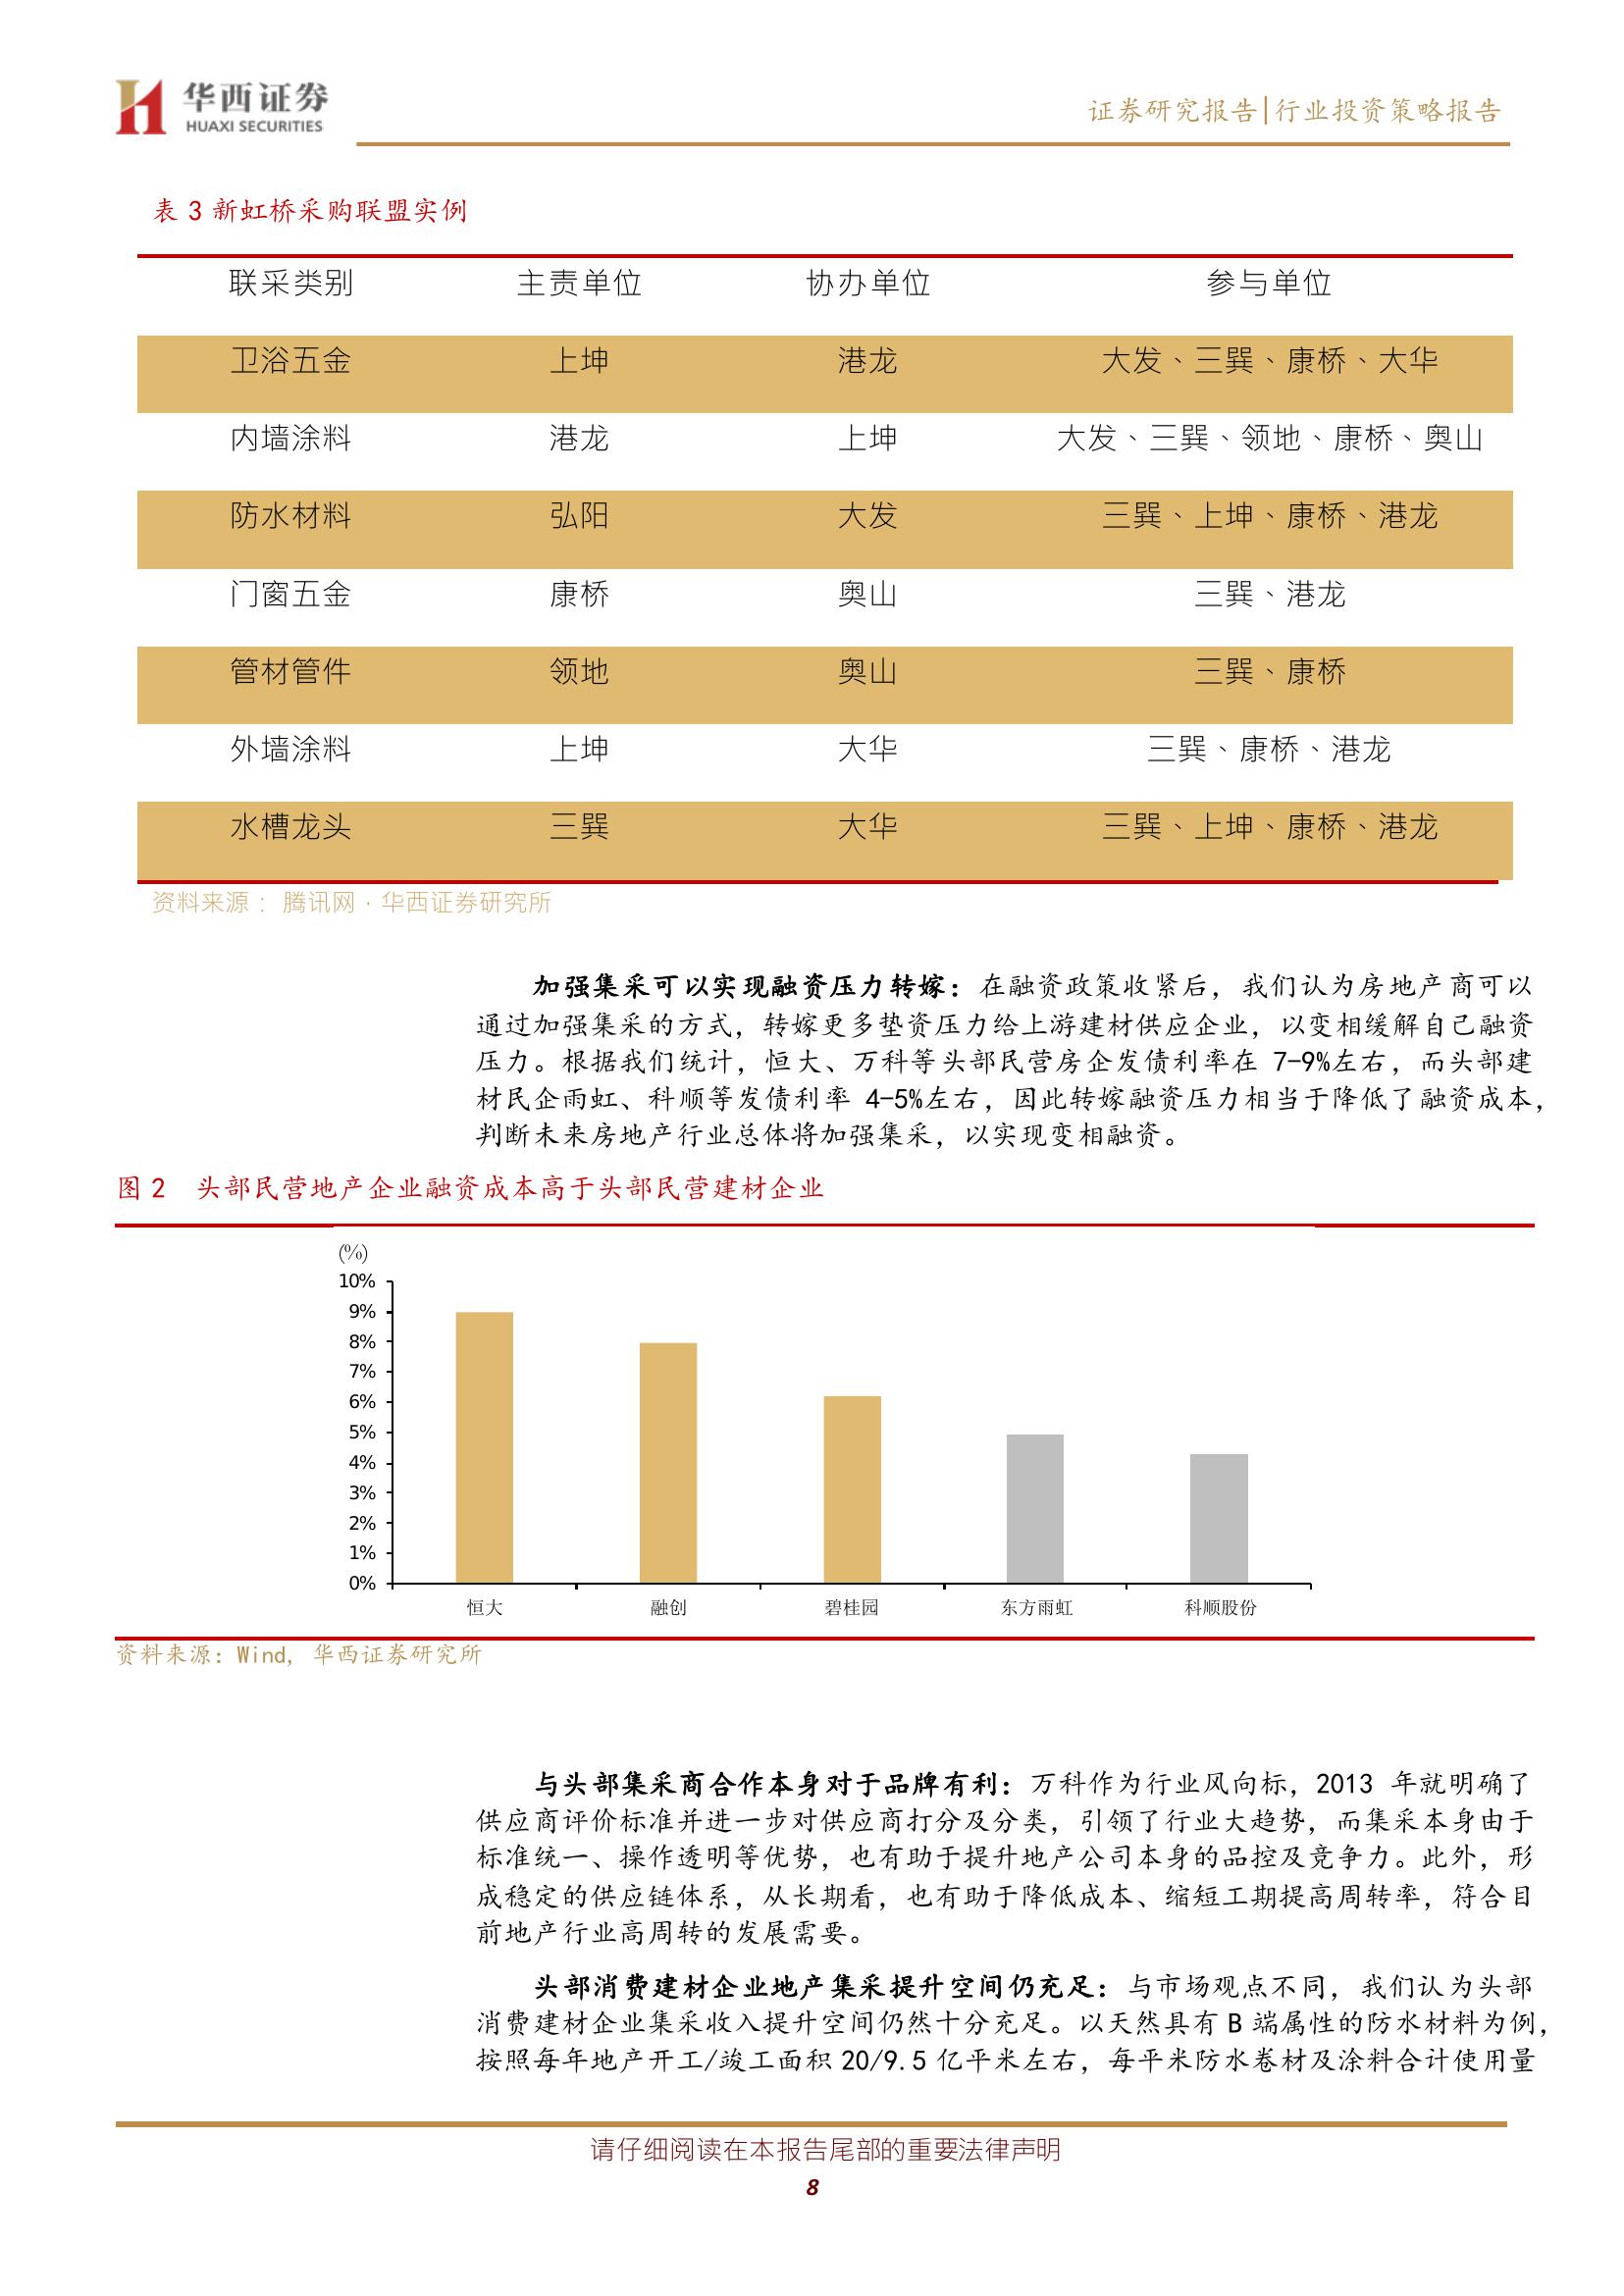 华西证券
HUAXI SECURITIES
证券研究报告|行业投资策略报告
表 3 新虹桥采购联盟实例
联采类别 主责单位 协办单位 参与单位
卫浴五金 上坤 港龙 大发、三巽、康桥、大华
内墙涂料 港龙 上坤 大发、三巽、领地、康桥、奥山
防水材料 弘阳 大发 三巽、上坤、康桥、港龙
门窗五金 康桥 奥山 三巽、港龙
管材管件 领地 奥山 三巽、康桥
外墙涂料 上坤 大华 三巽、康桥、港龙
水槽龙头 三巽 大华 三巽、上坤、康桥、港龙
资料来源：腾讯网，华西证券研究所
加强集采可以实现融资压力转嫁：在融资政策收紧后，我们认为房地产商可以
通过加强集采的方式，转嫁更多垫资压力给上游建材供应企业，以变相缓解自己融资
压力。根据我们统计，恒大、万科等头部民营房企发债利率在 7-9%左右，而头部建
材民企雨虹、科顺等发债利率 4-5%左右，因此转嫁融资压力相当于降低了融资成本，
判断未来房地产行业总体将加强集采，以实现变相融资。
图 2 头部民营地产企业融资成本高于头部民营建材企业
(%)
10%
9%
8%
7%
6%
5%
4%
3%
2%
1%
0%
恒大 融创 碧桂园 东方雨虹 科顺股份
资料来源：Wind，华西证券研究所
与头部集采商合作本身对于品牌有利：万科作为行业风向标，2013 年就明确了
供应商评价标准并进一步对供应商打分及分类，引领了行业大趋势，而集采本身由于
标准统一、操作透明等优势，也有助于提升地产公司本身的品控及竞争力。此外，形
成稳定的供应链体系，从长期看，也有助于降低成本、缩短工期提高周转率，符合目
前地产行业高周转的发展需要。
头部消费建材企业地产集采提升空间仍充足：与市场观点不同，我们认为头部
消费建材企业集采收入提升空间仍然十分充足。以天然具有 B 端属性的防水材料为例，
按照每年地产开工/竣工面积 20/9.5 亿平米左右，每平米防水卷材及涂料合计使用量
请仔细阅读在本报告尾部的重要法律声明
8